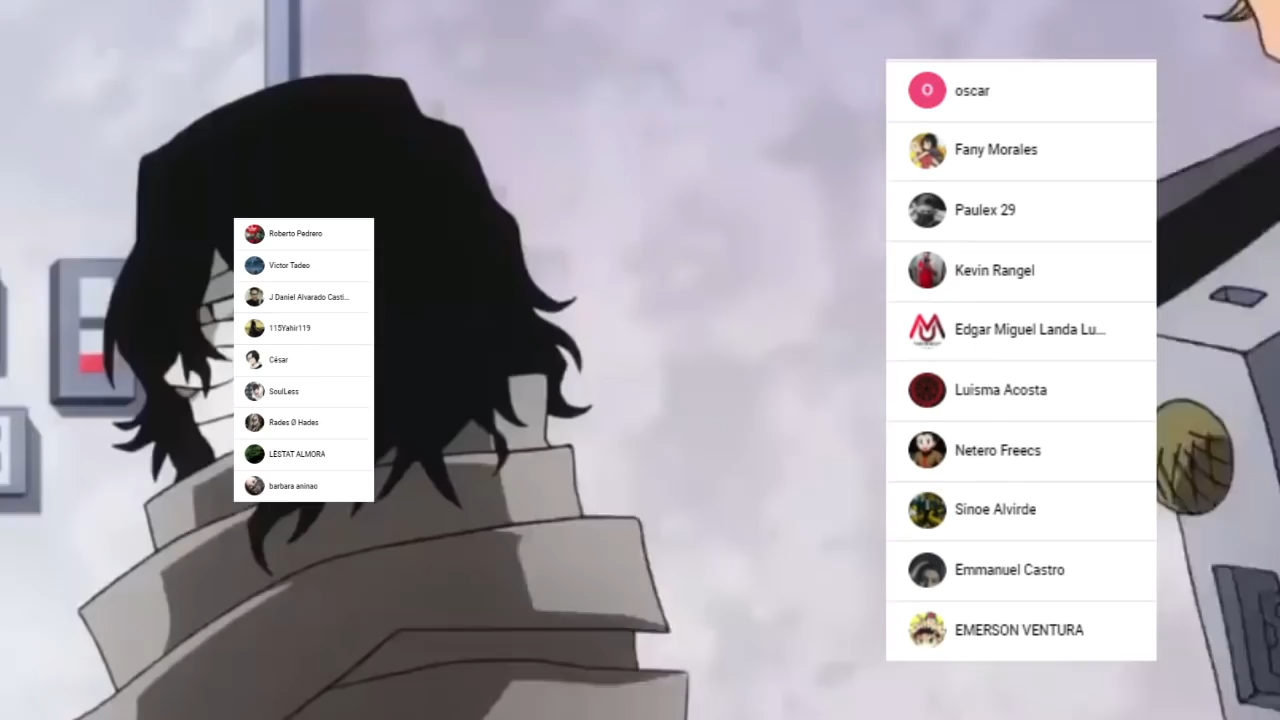 Roberto Pedrero
Victor Tadeo
J Daniel Alvarado Casti...
115Yahir119
César
SoulLess
Rades Ø Hades
LESTAT ALMORA
barbara aninao
O
oscar
Fany Morales
Paulex 29
Kevin Rangel
Edgar Miguel Landa Lu...
Luisma Acosta
Netero Freecs
Sinoe Alvirde
Emmanuel Castro
EMERSON VENTURA